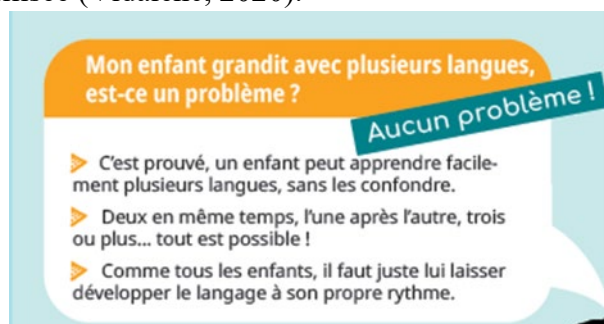 Mon enfant grandit avec plusieurs langues,
est-ce un problème ?
Aucun problème !
C'est prouvé, un enfant peut apprendre facile-
ment plusieurs langues, sans les confondre.
Deux en même temps, l'une après l'autre, trois
ou plus... tout est possible !
Comme tous les enfants, il faut juste lui laisser
développer le langage à son propre rythme.